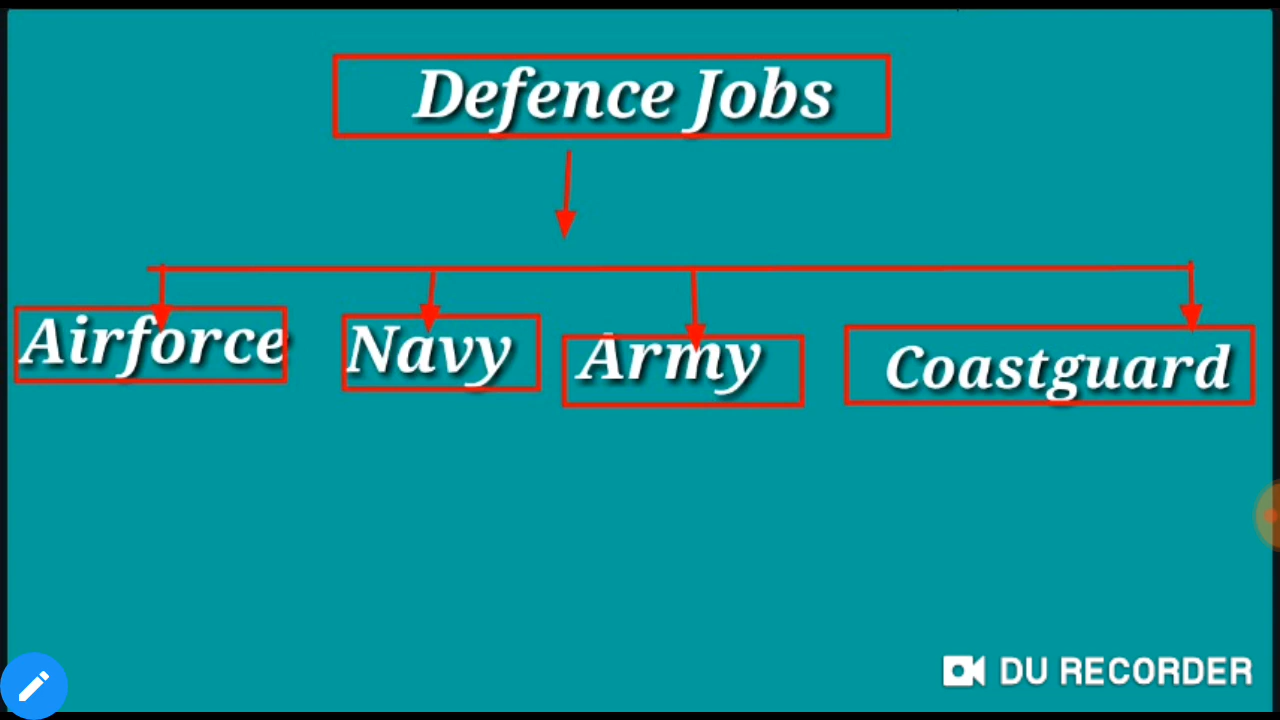 Defence Jobs
Airforce
Navy
Army
Coastguard
DU RECORDER